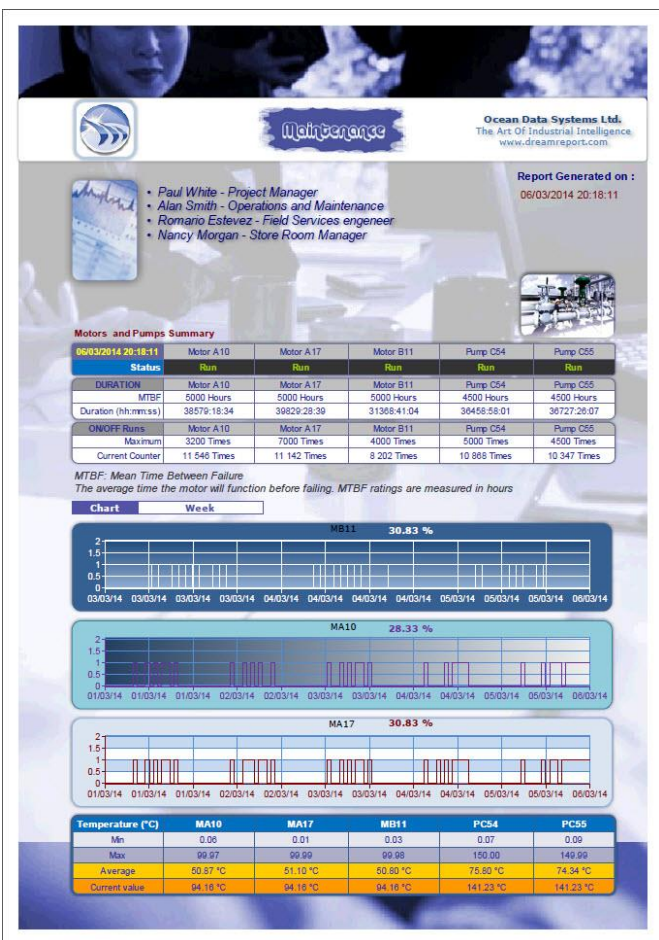 Maintenance
Ocean Data Systems Ltd.
The Art Of Industrial Intelligence
www.dreamreport.com
Report Generated on :
06/03/2014 20:18:11
• Paul White - Project Manager
• Alan Smith - Operations and Maintenance
• Romario Estevez - Field Services engeneer
• Nancy Morgan - Store Room Manager
Motors and Pumps Summary
06/03/2014 20:18:11 Motor A10 Motor A17 Motor B11 Pump C54 Pump C55
Status Run Run Run Run Run
DURATION Motor A10 Motor A17 Motor B11 Pump C54 Pump C55
MTBF 5000 Hours 5000 Hours 5000 Hours 4500 Hours 4500 Hours
Duration (hh:mm:ss) 38579:18:34 39829:28:39 31368:41:04 36458:58:01 36727:26:07
ON/OFF Runs Motor A10 Motor A17 Motor B11 Pump C54 Pump C55
Maximum 3200 Times 7000 Times 4000 Times 5000 Times 4500 Times
Current Counter 11 546 Times 11 142 Times 8 202 Times 10 868 Times 10 347 Times
MTBF: Mean Time Between Failure
The average time the motor will function before failing. MTBF ratings are measured in hours
Chart Week
MB11 30.83 %
2
1.5
1
0.5
0
03/03/14 03/03/14 03/03/14 03/03/14 04/03/14 04/03/14 04/03/14 04/03/14 05/03/14 05/03/14 05/03/14 06/03/14
MA10 28.33 %
2
1.5
1
0.5
0
01/03/14 01/03/14 01/03/14 02/03/14 02/03/14 03/03/14 03/03/14 04/03/14 04/03/14 05/03/14 05/03/14 06/03/14
MA17 30.83 %
2
1.5
1
0.5
0
01/03/14 01/03/14 01/03/14 02/03/14 02/03/14 03/03/14 03/03/14 04/03/14 04/03/14 05/03/14 05/03/14 06/03/14
Temperature (°C) MA10 MA17 MB11 PC54 PC55
Min 0.06 0.01 0.03 0.07 0.09
Max 99.97 99.99 99.98 150.00 149.99
Average 50.87 °C 51.10 °C 50.80 °C 75.80 °C 74.34 °C
Current value 94.16 °C 94.16 °C 94.16 °C 141.23 °C 141.23 °C